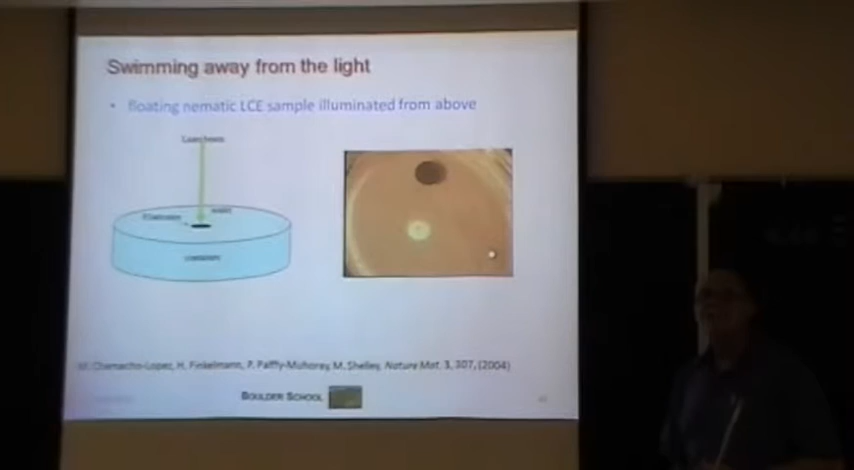 Swimming away from the light
• floating nematic LCE sample illuminated from above
Laser beam
M. Chamacho-Lopez, H. Finkelmann, P. Palffy-Muhoray, M. Shelley, Nature Mat. 3, 307, (2004)
BOULDER SCHOOL